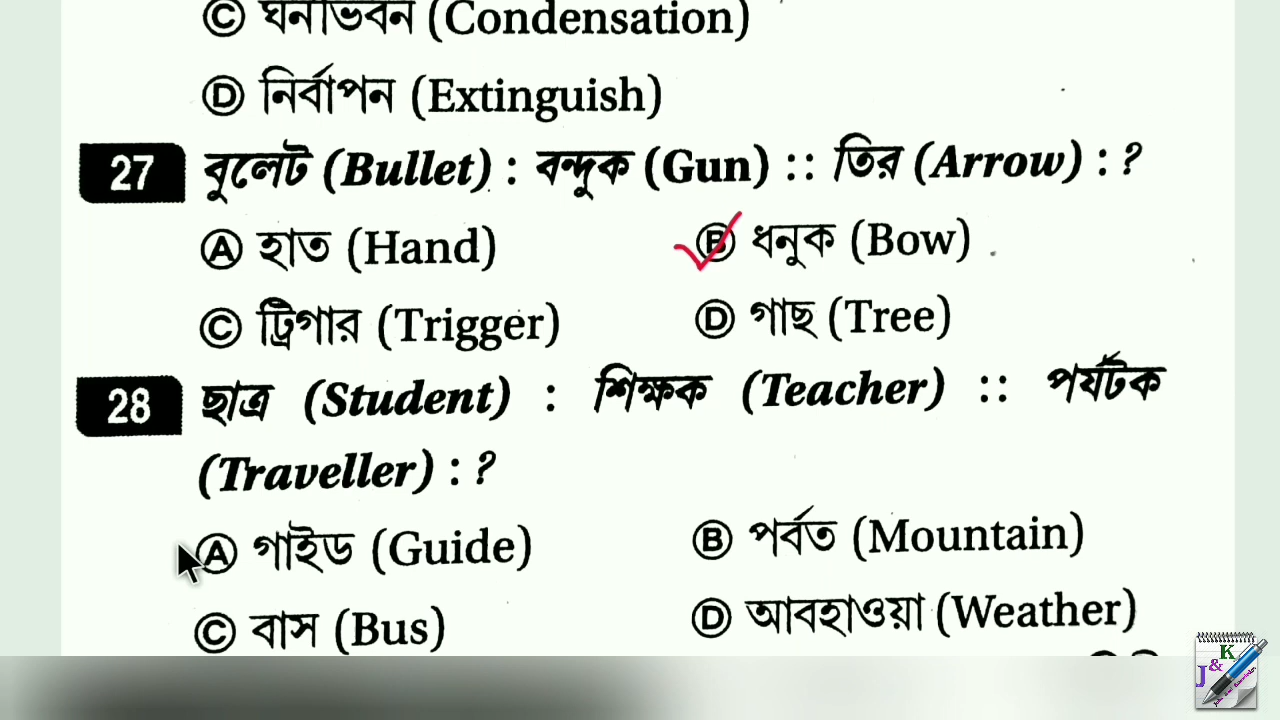 Ⓒ ঘনীভবন (Condensation)
Ⓓ নির্বাপন (Extinguish)
27 বুলেট (Bullet) : বন্দুক (Gun) :: তির (Arrow) : ?
Ⓐ হাত (Hand) Ⓑ ধনুক (Bow)
Ⓒ ট্রিগার (Trigger) Ⓓ গাছ (Tree)
28 ছাত্র (Student) : শিক্ষক (Teacher) :: পর্যটক
(Traveller) : ?
Ⓐ গাইড (Guide) Ⓑ পর্বত (Mountain)
Ⓒ বাস (Bus) Ⓓ আবহাওয়া (Weather)
J&K